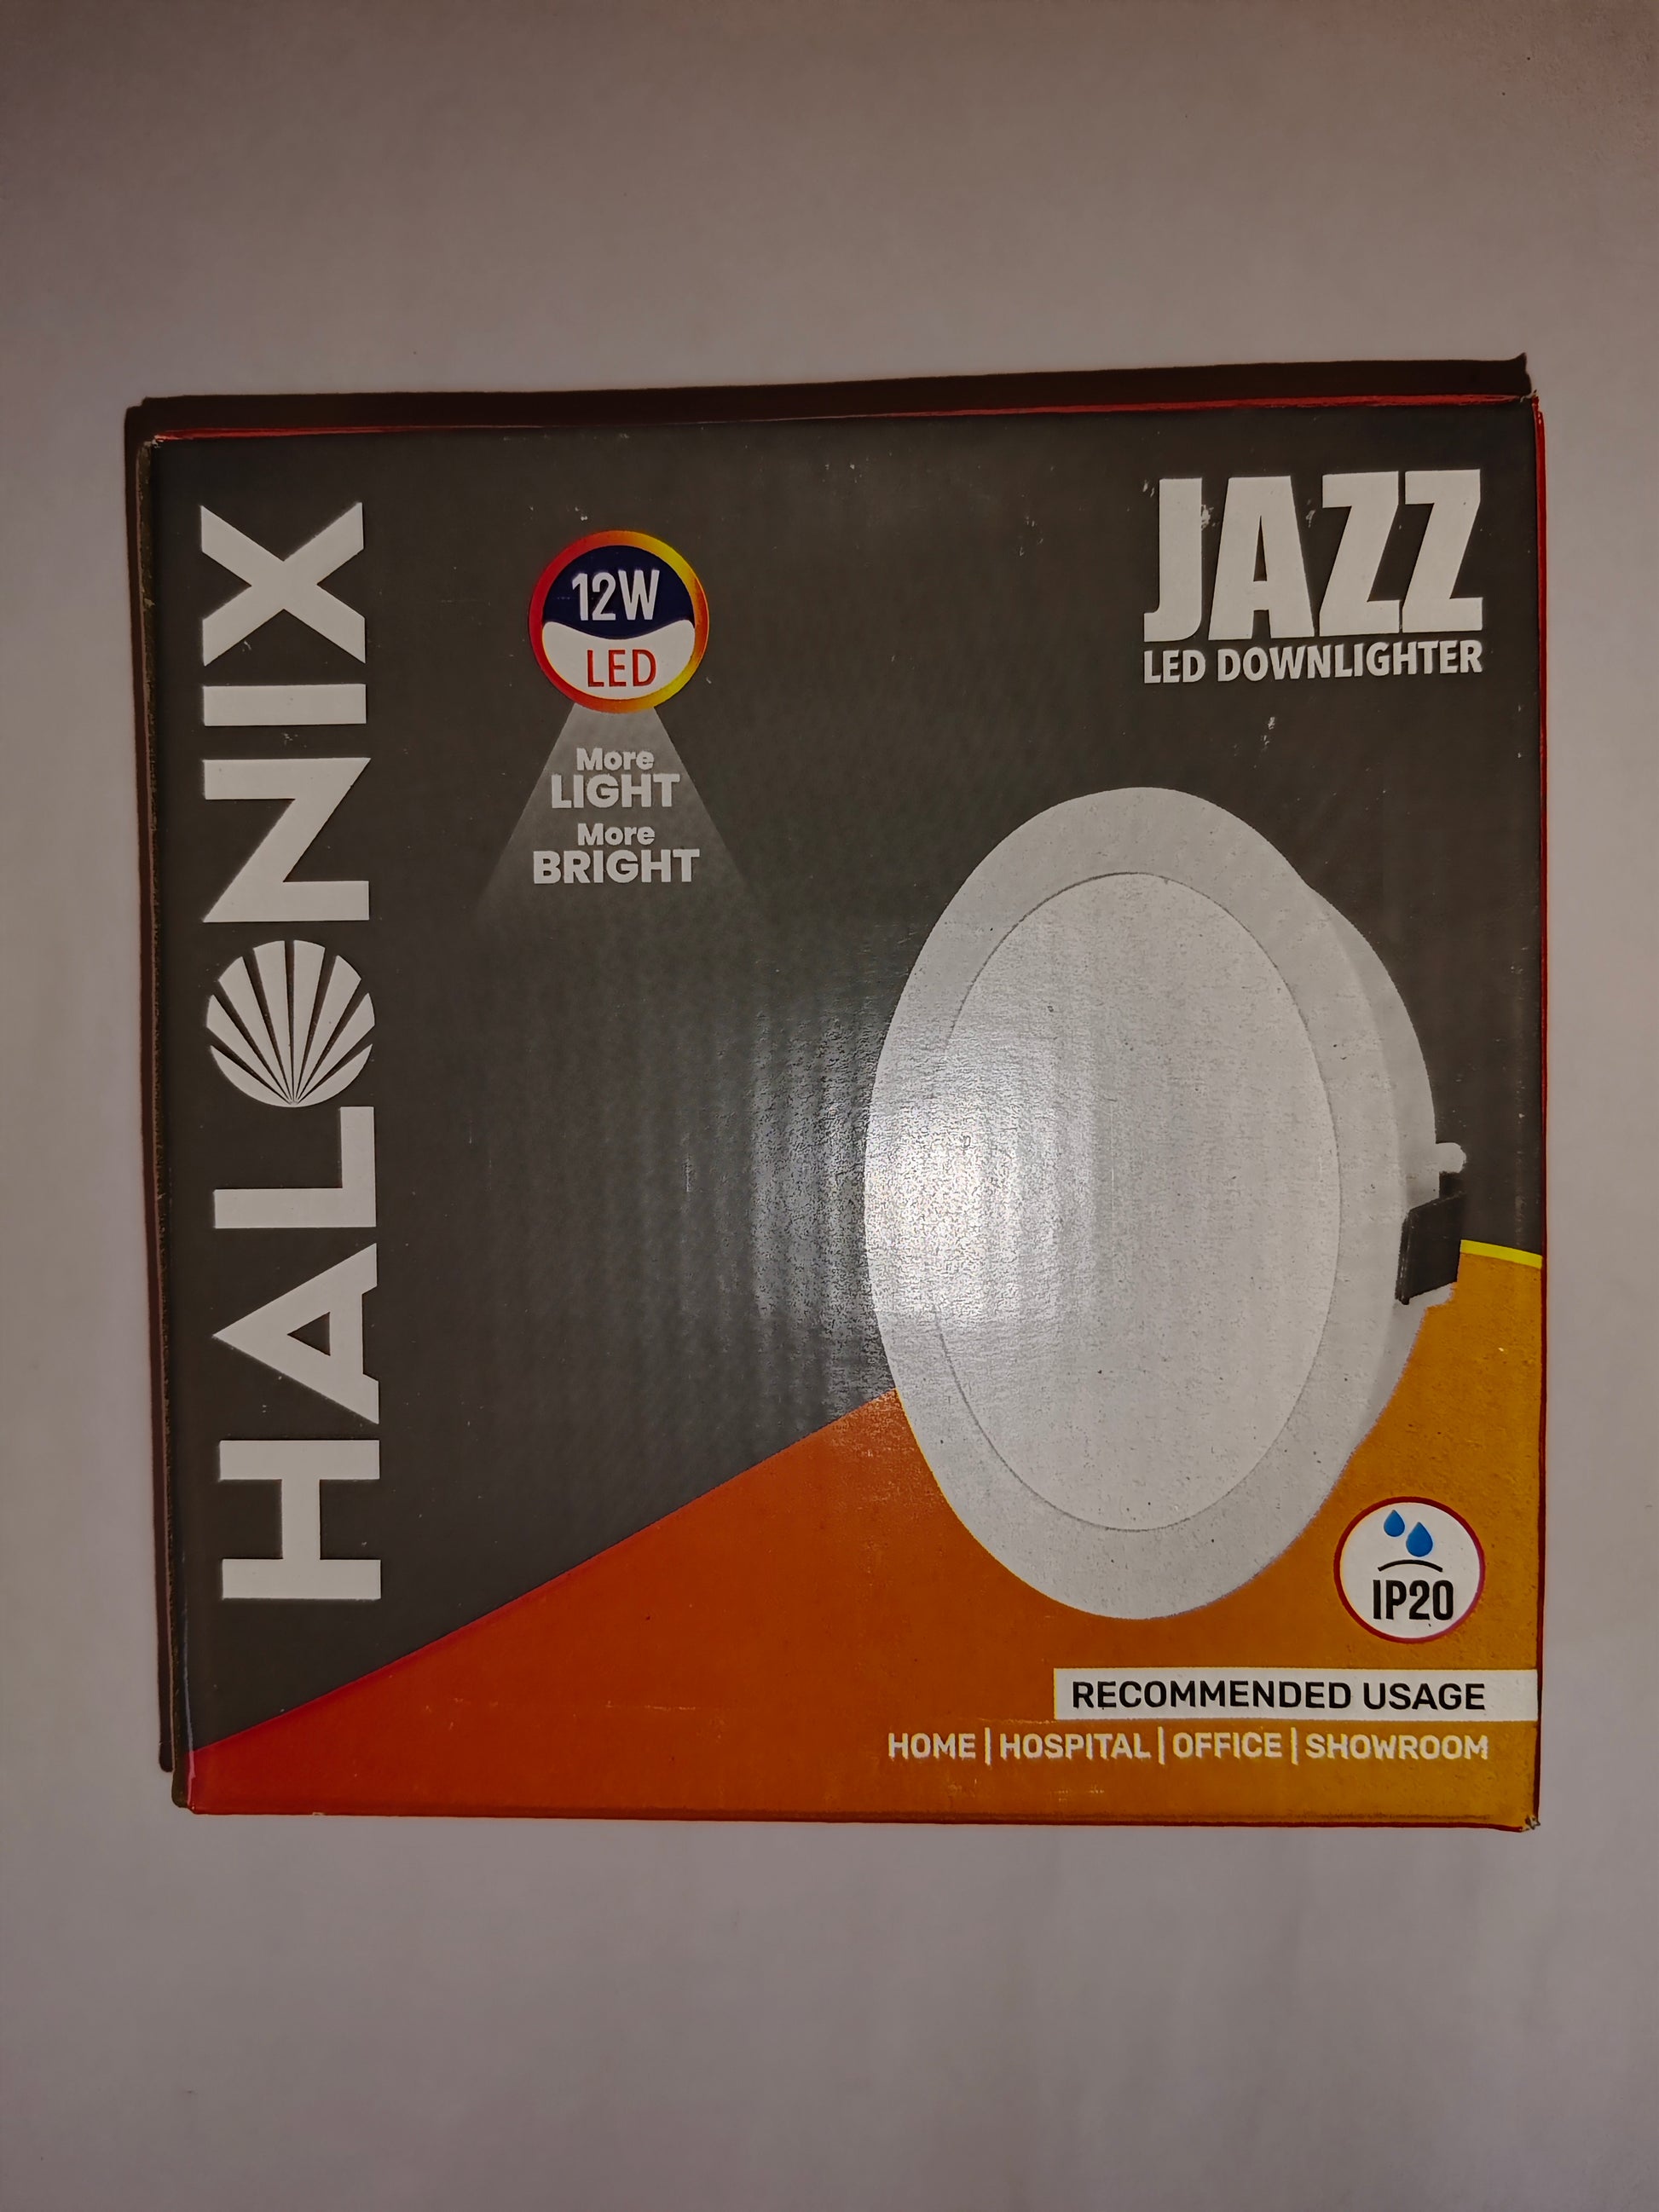 HALONIX
12W
LED
More
LIGHT
More
BRIGHT
JAZZ
LED DOWNLIGHTER
IP20
RECOMMENDED USAGE
HOME | HOSPITAL | OFFICE | SHOWROOM